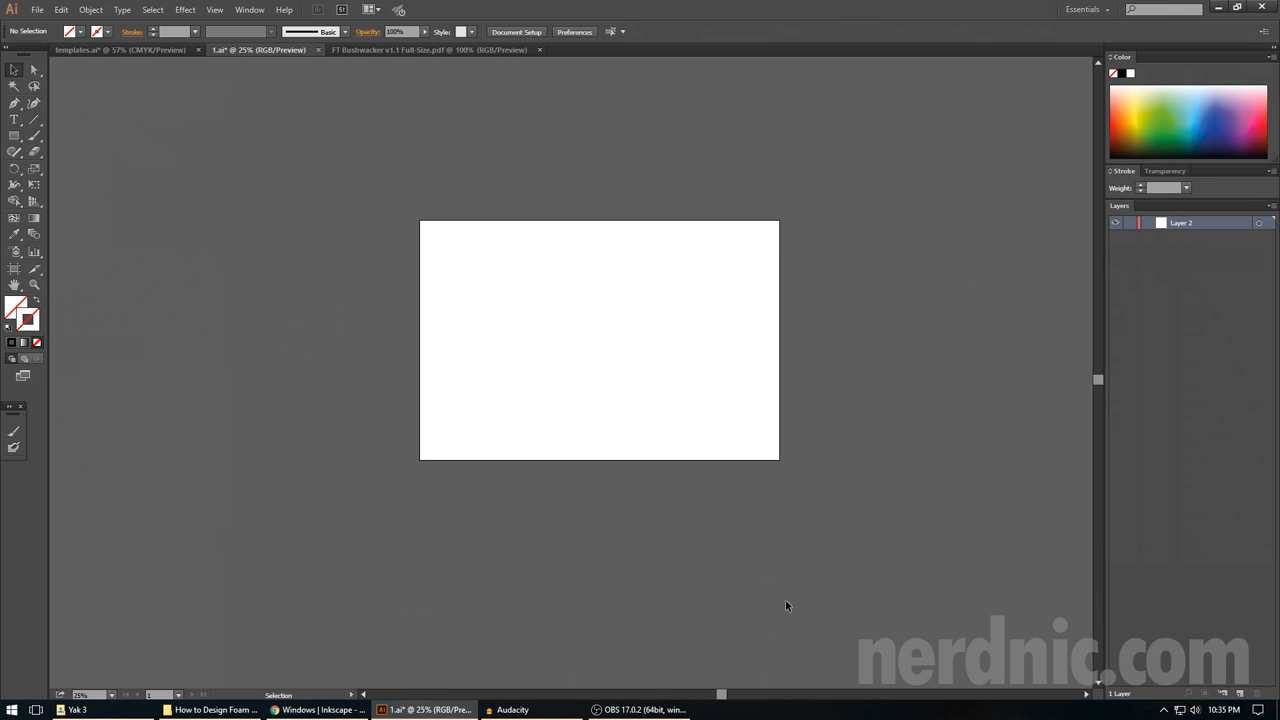 Ai File Edit Object Type Select Effect View Window Help Br St Essentials
No Selection Stroke: Basic Opacity: 100% Style: Document Setup Preferences
templates.ai* @ 57% (CMYK/Preview) × 1.ai* @ 25% (RGB/Preview) × FT Bushwacker v1.1 Full-Size.pdf @ 100% (RGB/Preview) ×
Color
Stroke Transparency
Weight:
Layers
Layer 2
T
nerdnic.com
25% 1 Selection 1 Layer
Yak 3 How to Design Foam ... Windows | Inkscape - ... Ai 1.ai* @ 25% (RGB/Pre... Audacity OBS 17.0.2 (64bit, win... 10:35 PM